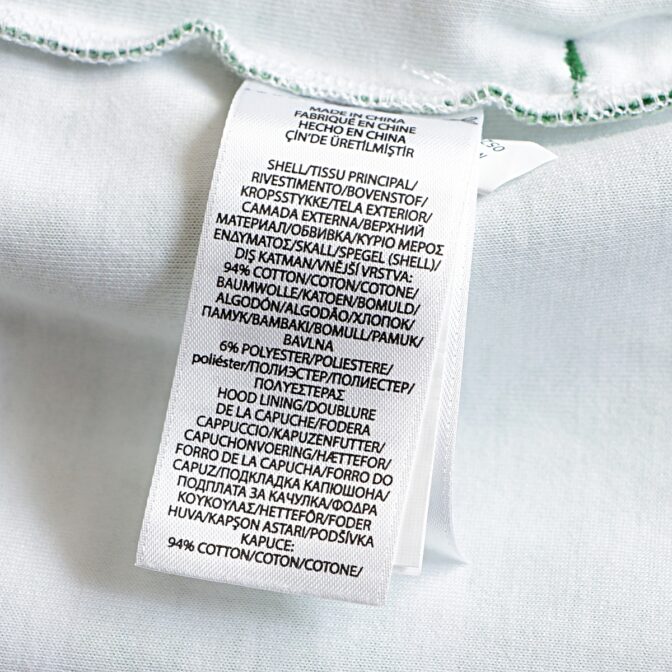 MADE IN CHINA
FABRIQUÉ EN CHINE
HECHO EN CHINA
ÇİN'DE ÜRETİLMİŞTİR
SHELL/TISSU PRINCIPAL/
RIVESTIMENTO/BOVENSTOF/
KROPSSTYKKE/TELA EXTERIOR/
CAMADA EXTERNA/ВЕРХНИЙ
МАТЕРИАЛ/ОБВИВКА/ΚΥΡΙΟ ΜΕΡΟΣ
ΕΝΔΥΜΑΤΟΣ/SKALL/SPEGEL (SHELL)/
DIŞ KATMAN/VNĚJŠÍ VRSTVA:
94% COTTON/COTON/COTONE/
BAUMWOLLE/KATOEN/BOMULD/
ALGODÓN/ALGODÃO/ХЛОПОК/
ПАМУК/ΒΑΜΒΑΚΙ/BOMULL/PAMUK/
BAVLNA
6% POLYESTER/POLIESTERE/
poliéster/ПОЛИЭСТЕР/ПОЛИЕСТЕР/
ΠΟΛΥΕΣΤΕΡΑΣ
HOOD LINING/DOUBLURE
DE LA CAPUCHE/FODERA
CAPPUCCIO/KAPUZENFUTTER/
CAPUCHONVOERING/HÆTTEFOR/
FORRO DE LA CAPUCHA/FORRO DO
CAPUZ/ПОДКЛАДКА КАПЮШОНА/
ПОДПЛАТА ЗА КАЧУЛКА/ΦΟΔΡΑ
ΚΟΥΚΟΥΛΑΣ/HETTEFÔR/FODER
HUVA/KAPŞON ASTARI/PODŠÍVKA
KAPUCE:
94% COTTON/COTON/COTONE/